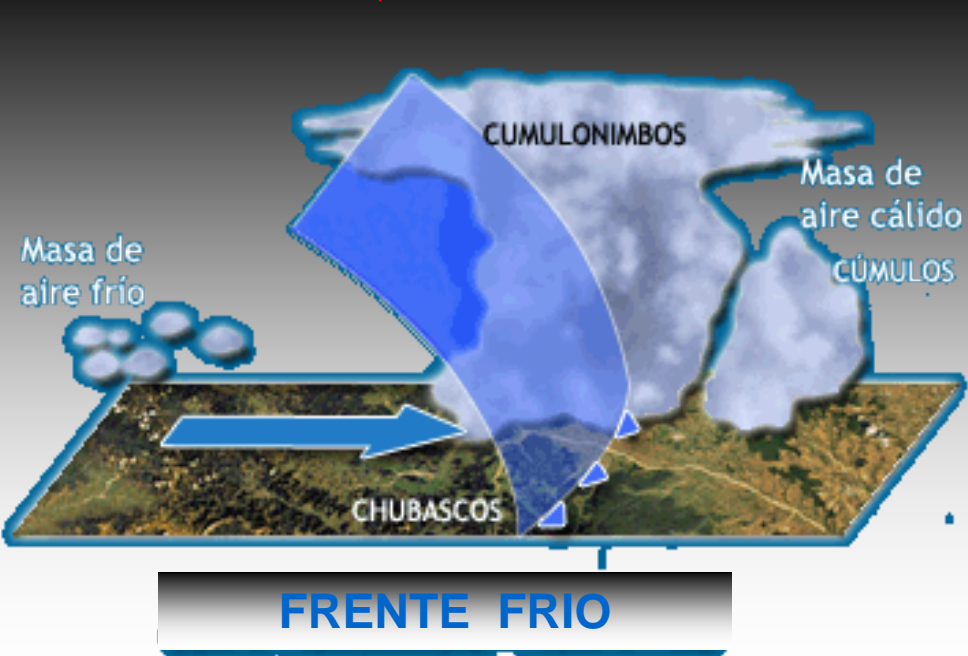 CUMULONIMBOS
Masa de
aire cálido
CÚMULOS
Masa de
aire frío
CHUBASCOS
FRENTE FRIO